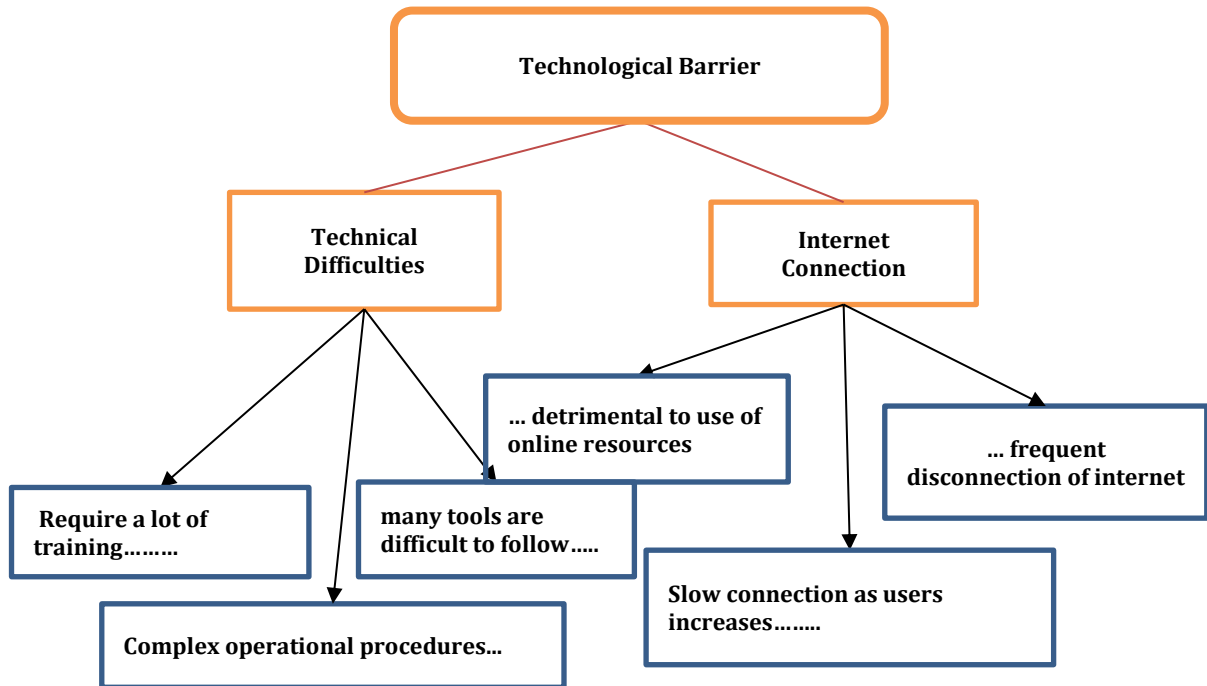 Technological Barrier
Technical
Difficulties
Internet
Connection
… detrimental to use of
online resources
… frequent
disconnection of internet
Require a lot of
training………
many tools are
difficult to follow…..
Slow connection as users
increases……..
Complex operational procedures…